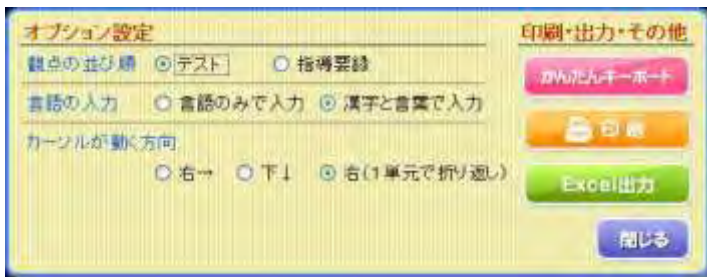 オプション設定
観点の並び順 テスト 指導要録
言語の入力 言語のみで入力 漢字と言葉で入力
カーソルが動く方向
右→ 下↓ 右(1単元で折り返し)
印刷・出力・その他
かんたんキーボード
印刷
Excel出力
閉じる